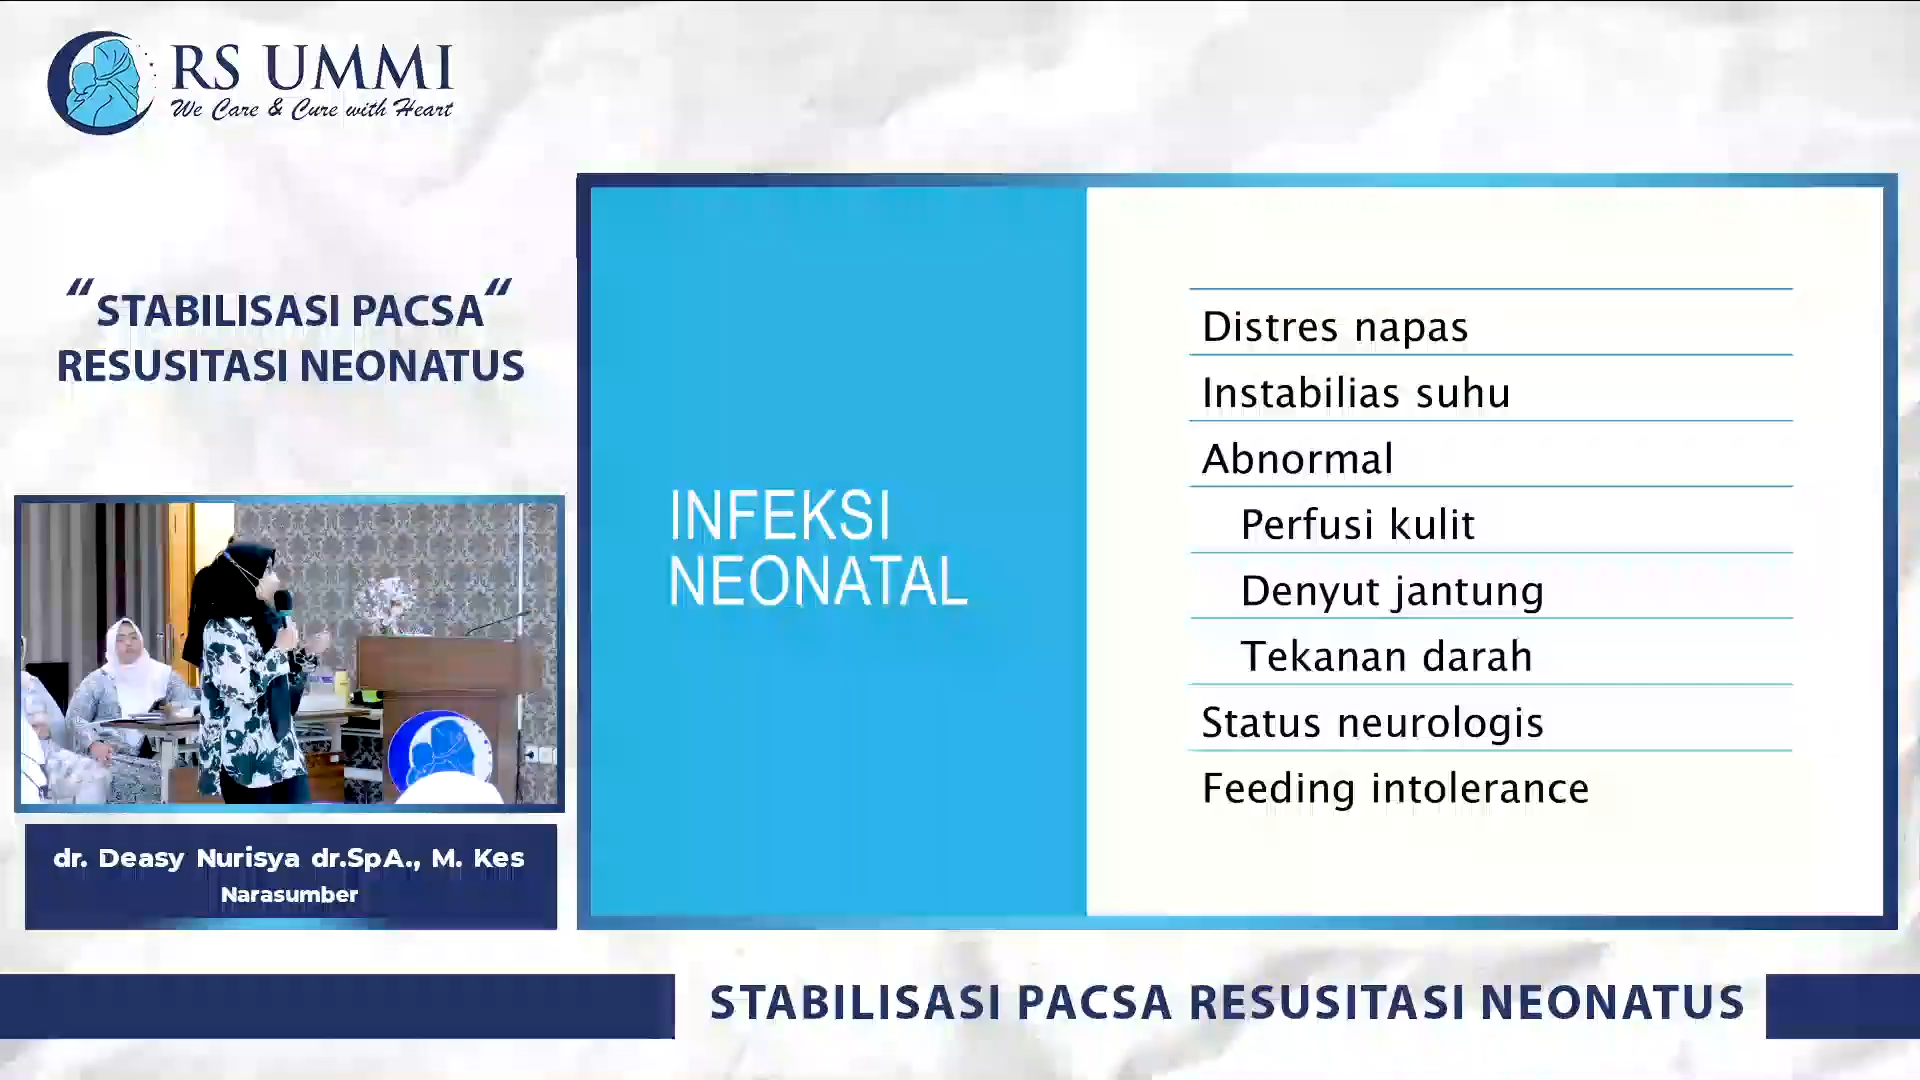 RS UMMI
We Care & Cure with Heart
"STABILISASI PACSA"
RESUSITASI NEONATUS
INFEKSI
NEONATAL
Distres napas
Instabilias suhu
Abnormal
Perfusi kulit
Denyut jantung
Tekanan darah
Status neurologis
Feeding intolerance
dr. Deasy Nurisya dr.SpA., M. Kes
Narasumber
STABILISASI PACSA RESUSITASI NEONATUS